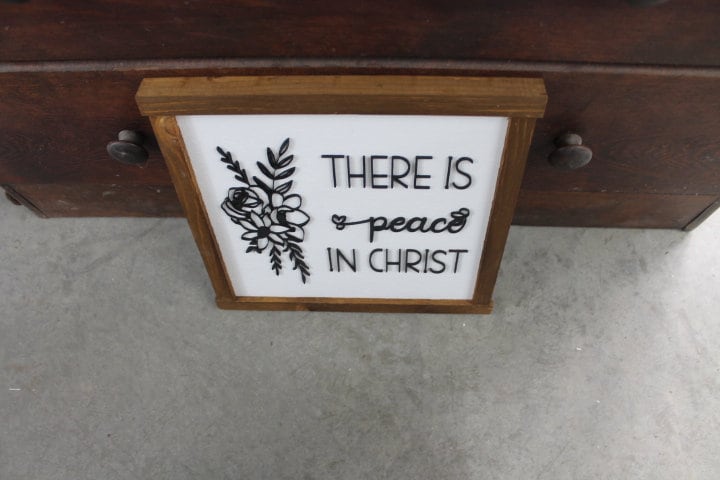 THERE IS
peace
IN CHRIST